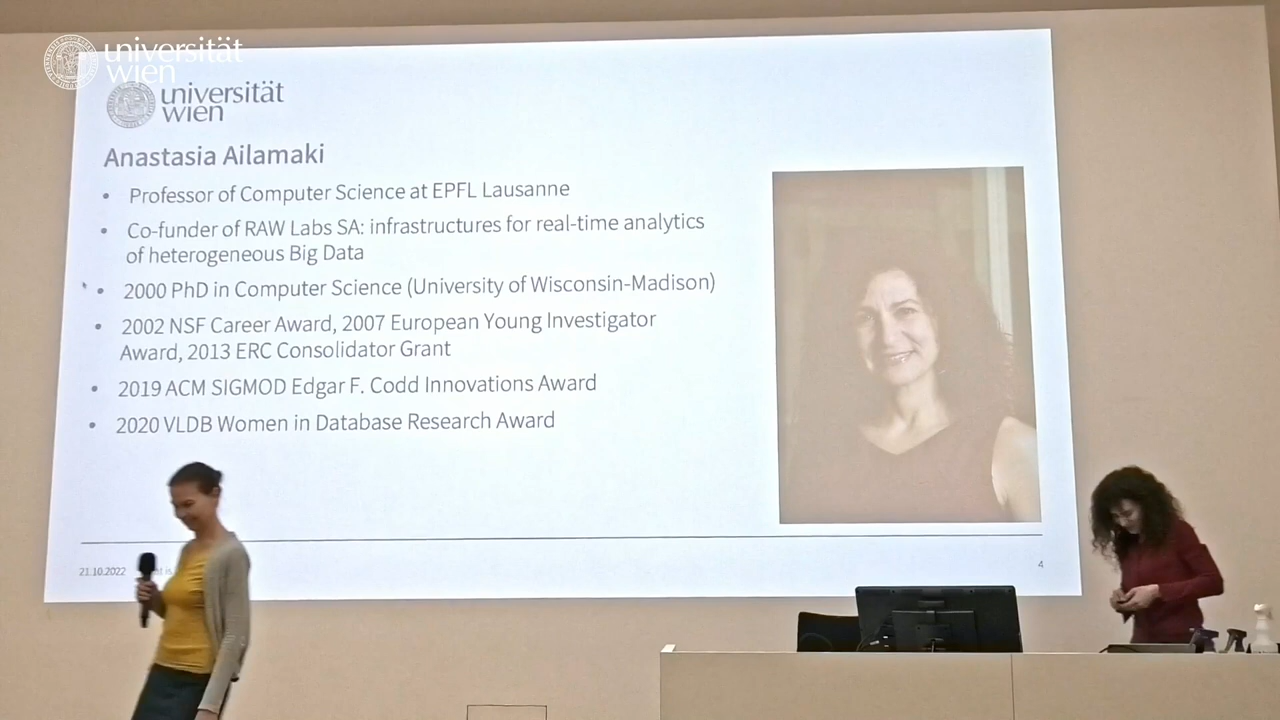 universität
wien
universität
wien
Anastasia Ailamaki
• Professor of Computer Science at EPFL Lausanne
• Co-funder of RAW Labs SA: infrastructures for real-time analytics
of heterogeneous Big Data
• 2000 PhD in Computer Science (University of Wisconsin-Madison)
• 2002 NSF Career Award, 2007 European Young Investigator
Award, 2013 ERC Consolidator Grant
• 2019 ACM SIGMOD Edgar F. Codd Innovations Award
• 2020 VLDB Women in Database Research Award
21.10.2022
4